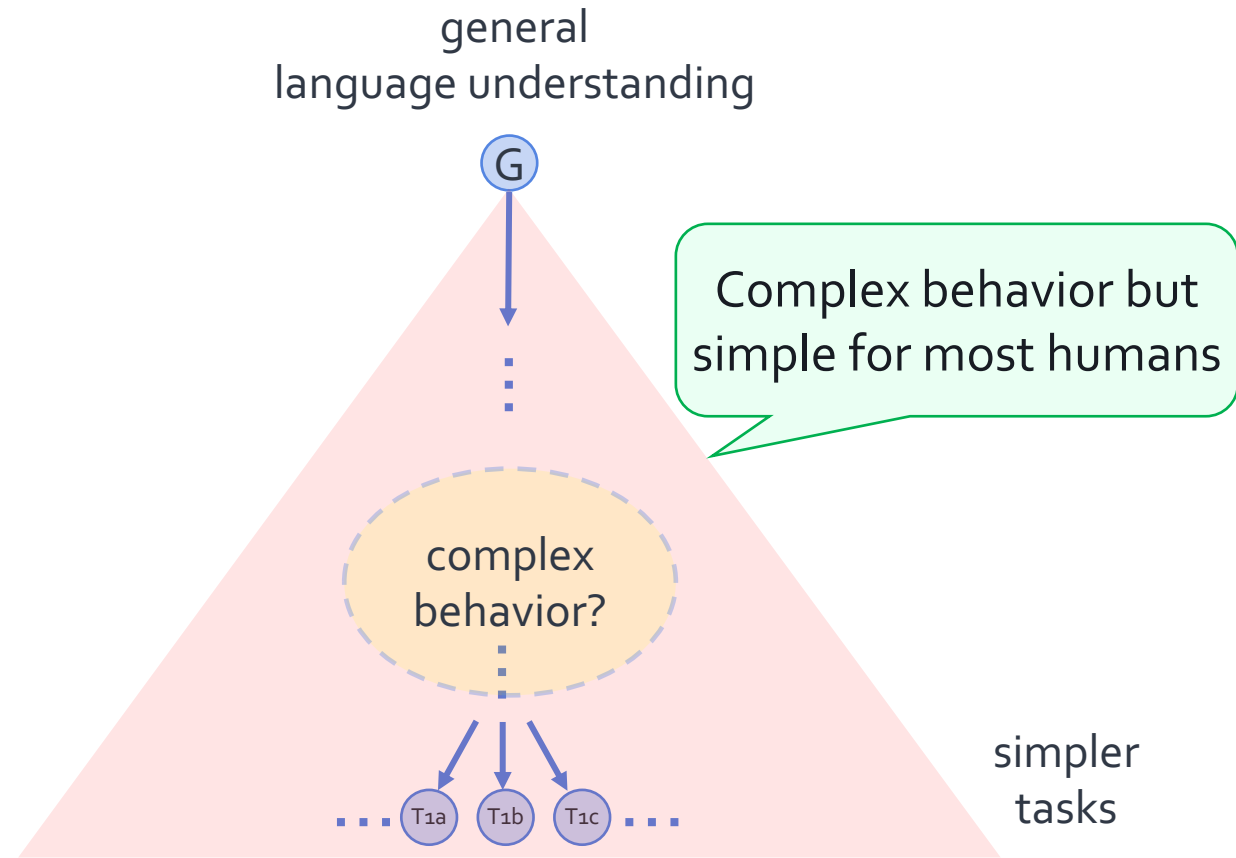 general
language understanding
G
Complex behavior but
simple for most humans
complex
behavior?
simpler
tasks
T1a
T1b
T1c